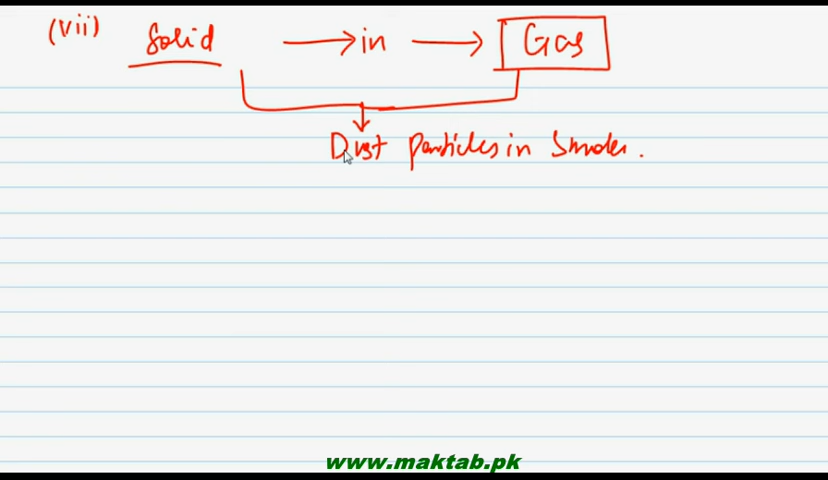 (vii) Solid → in → Gas
Dust particles in Smoke.
www.maktab.pk